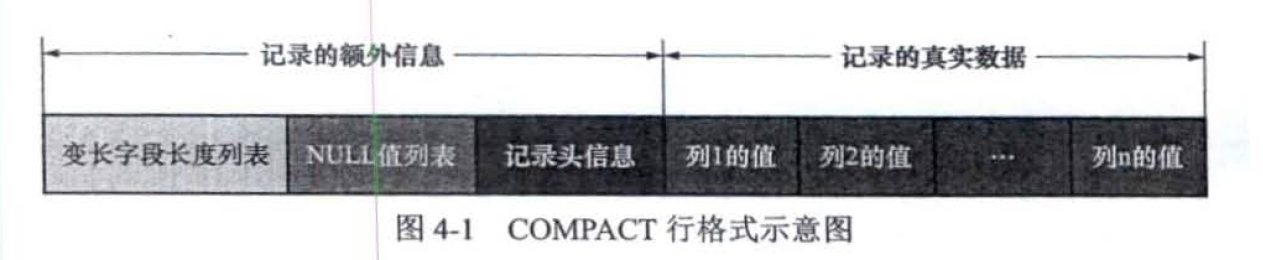 记录的额外信息 记录的真实数据
变长字段长度列表 NULL值列表 记录头信息 列1的值 列2的值 … 列n的值
图 4-1 COMPACT 行格式示意图